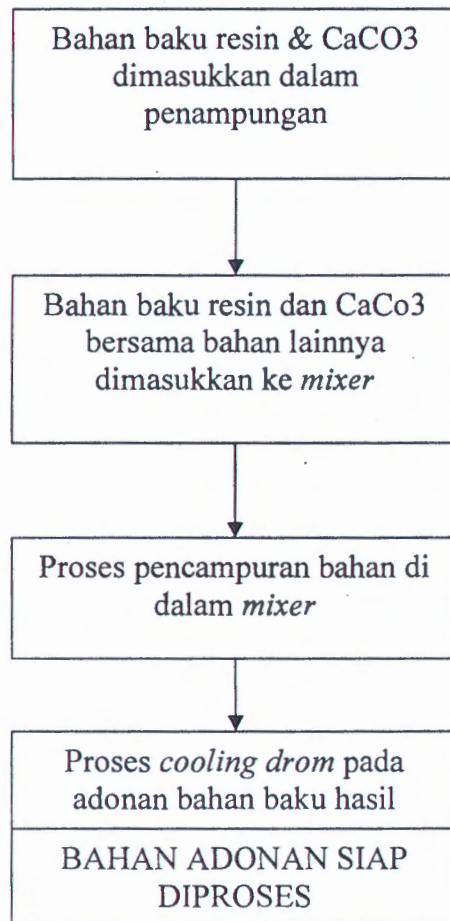 Bahan baku resin & CaCO3
dimasukkan dalam
penampungan
Bahan baku resin dan CaCo3
bersama bahan lainnya
dimasukkan ke mixer
Proses pencampuran bahan di
dalam mixer
Proses cooling drom pada
adonan bahan baku hasil
BAHAN ADONAN SIAP
DIPROSES